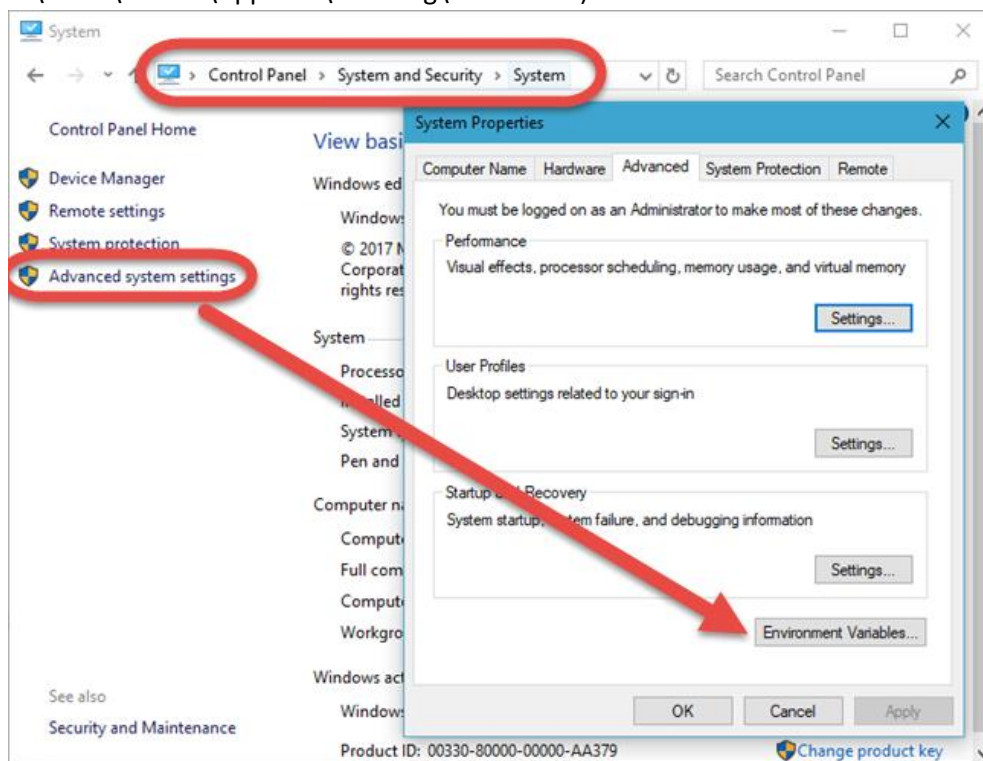 System
Control Panel > System and Security > System
Search Control Panel
Control Panel Home
Device Manager
Remote settings
System protection
Advanced system settings
See also
Security and Maintenance
View basi
Windows ed
Window
© 2017
Corporat
rights res
System
Processo
System
Pen and
Computer na
Compute
Full com
Compute
Workgro
Windows act
Window
Product ID: 00330-80000-00000-AA379
Change product key
System Properties
Computer Name Hardware Advanced System Protection Remote
You must be logged on as an Administrator to make most of these changes.
Performance
Visual effects, processor scheduling, memory usage, and virtual memory
Settings...
User Profiles
Desktop settings related to your sign-in
Settings...
Startup Recovery
System startup, failure, and debugging information
Settings...
Environment Variables...
OK Cancel Apply